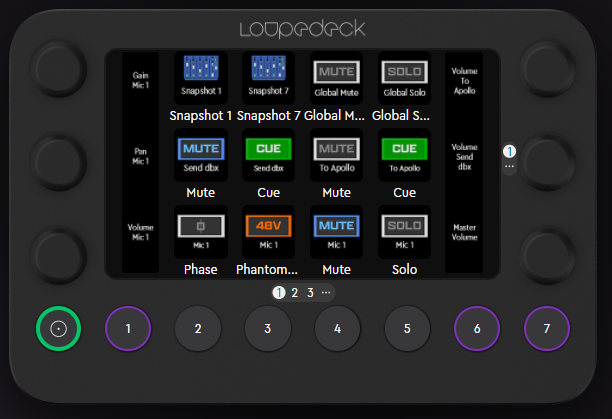 Loupedeck
Gain
Mic 1
Snapshot 1
Snapshot 7
MUTE
Global Mute
SOLO
Global Solo
Volume
To
Apollo
Snapshot 1 Snapshot 7 Global M... Global S...
Pan
Mic 1
MUTE
Send dbx
CUE
Send dbx
MUTE
To Apollo
CUE
To Apollo
Volume
Send
dbx
1
...
Mute Cue Mute Cue
Volume
Mic 1
Φ
Mic 1
48V
Mic 1
MUTE
Mic 1
SOLO
Mic 1
Master
Volume
Phase Phantom... Mute Solo
1 2 3 ...
1 2 3 4 5 6 7